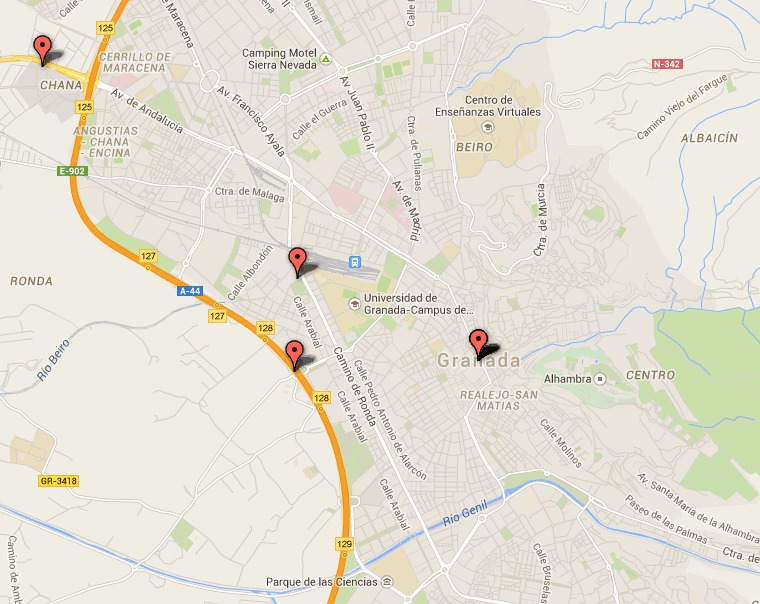 Calle
125
Ctra. de Maracena
Ismail
Calle
CERRILLO DE
MARACENA
Camping Motel
Sierra Nevada
N-342
CHANA
125
Av. de Andalucía
Av. Francisco Ayala
Av Juan Pablo II
Calle el Guerra
Centro de
Enseñanzas Virtuales
Camino Viejo del Fargue
ANGUSTIAS
- CHANA
- ENCINA
Ctra. de Pulianas
BEIRO
ALBAICÍN
E-902
Ctra. de Malaga
Av. de Madrid
Ctra. de Murcia
127
Calle Albondón
RONDA
A-44
Universidad de
Granada-Campus de...
127
128
Calle Arabial
Río Beiro
Camino de Ronda
Granada
Alhambra
CENTRO
128
Calle Pedro Antonio de Alarcón
REALEJO-SAN
MATIAS
Calle Arabial
Calle Molinos
GR-3418
Calle Arabial
Río Genil
Av. Santa María de la Alhambra
Paseo de las Palmas
Ctra. de
129
Camino de Amb
Parque de las Ciencias
Calle Bruselas